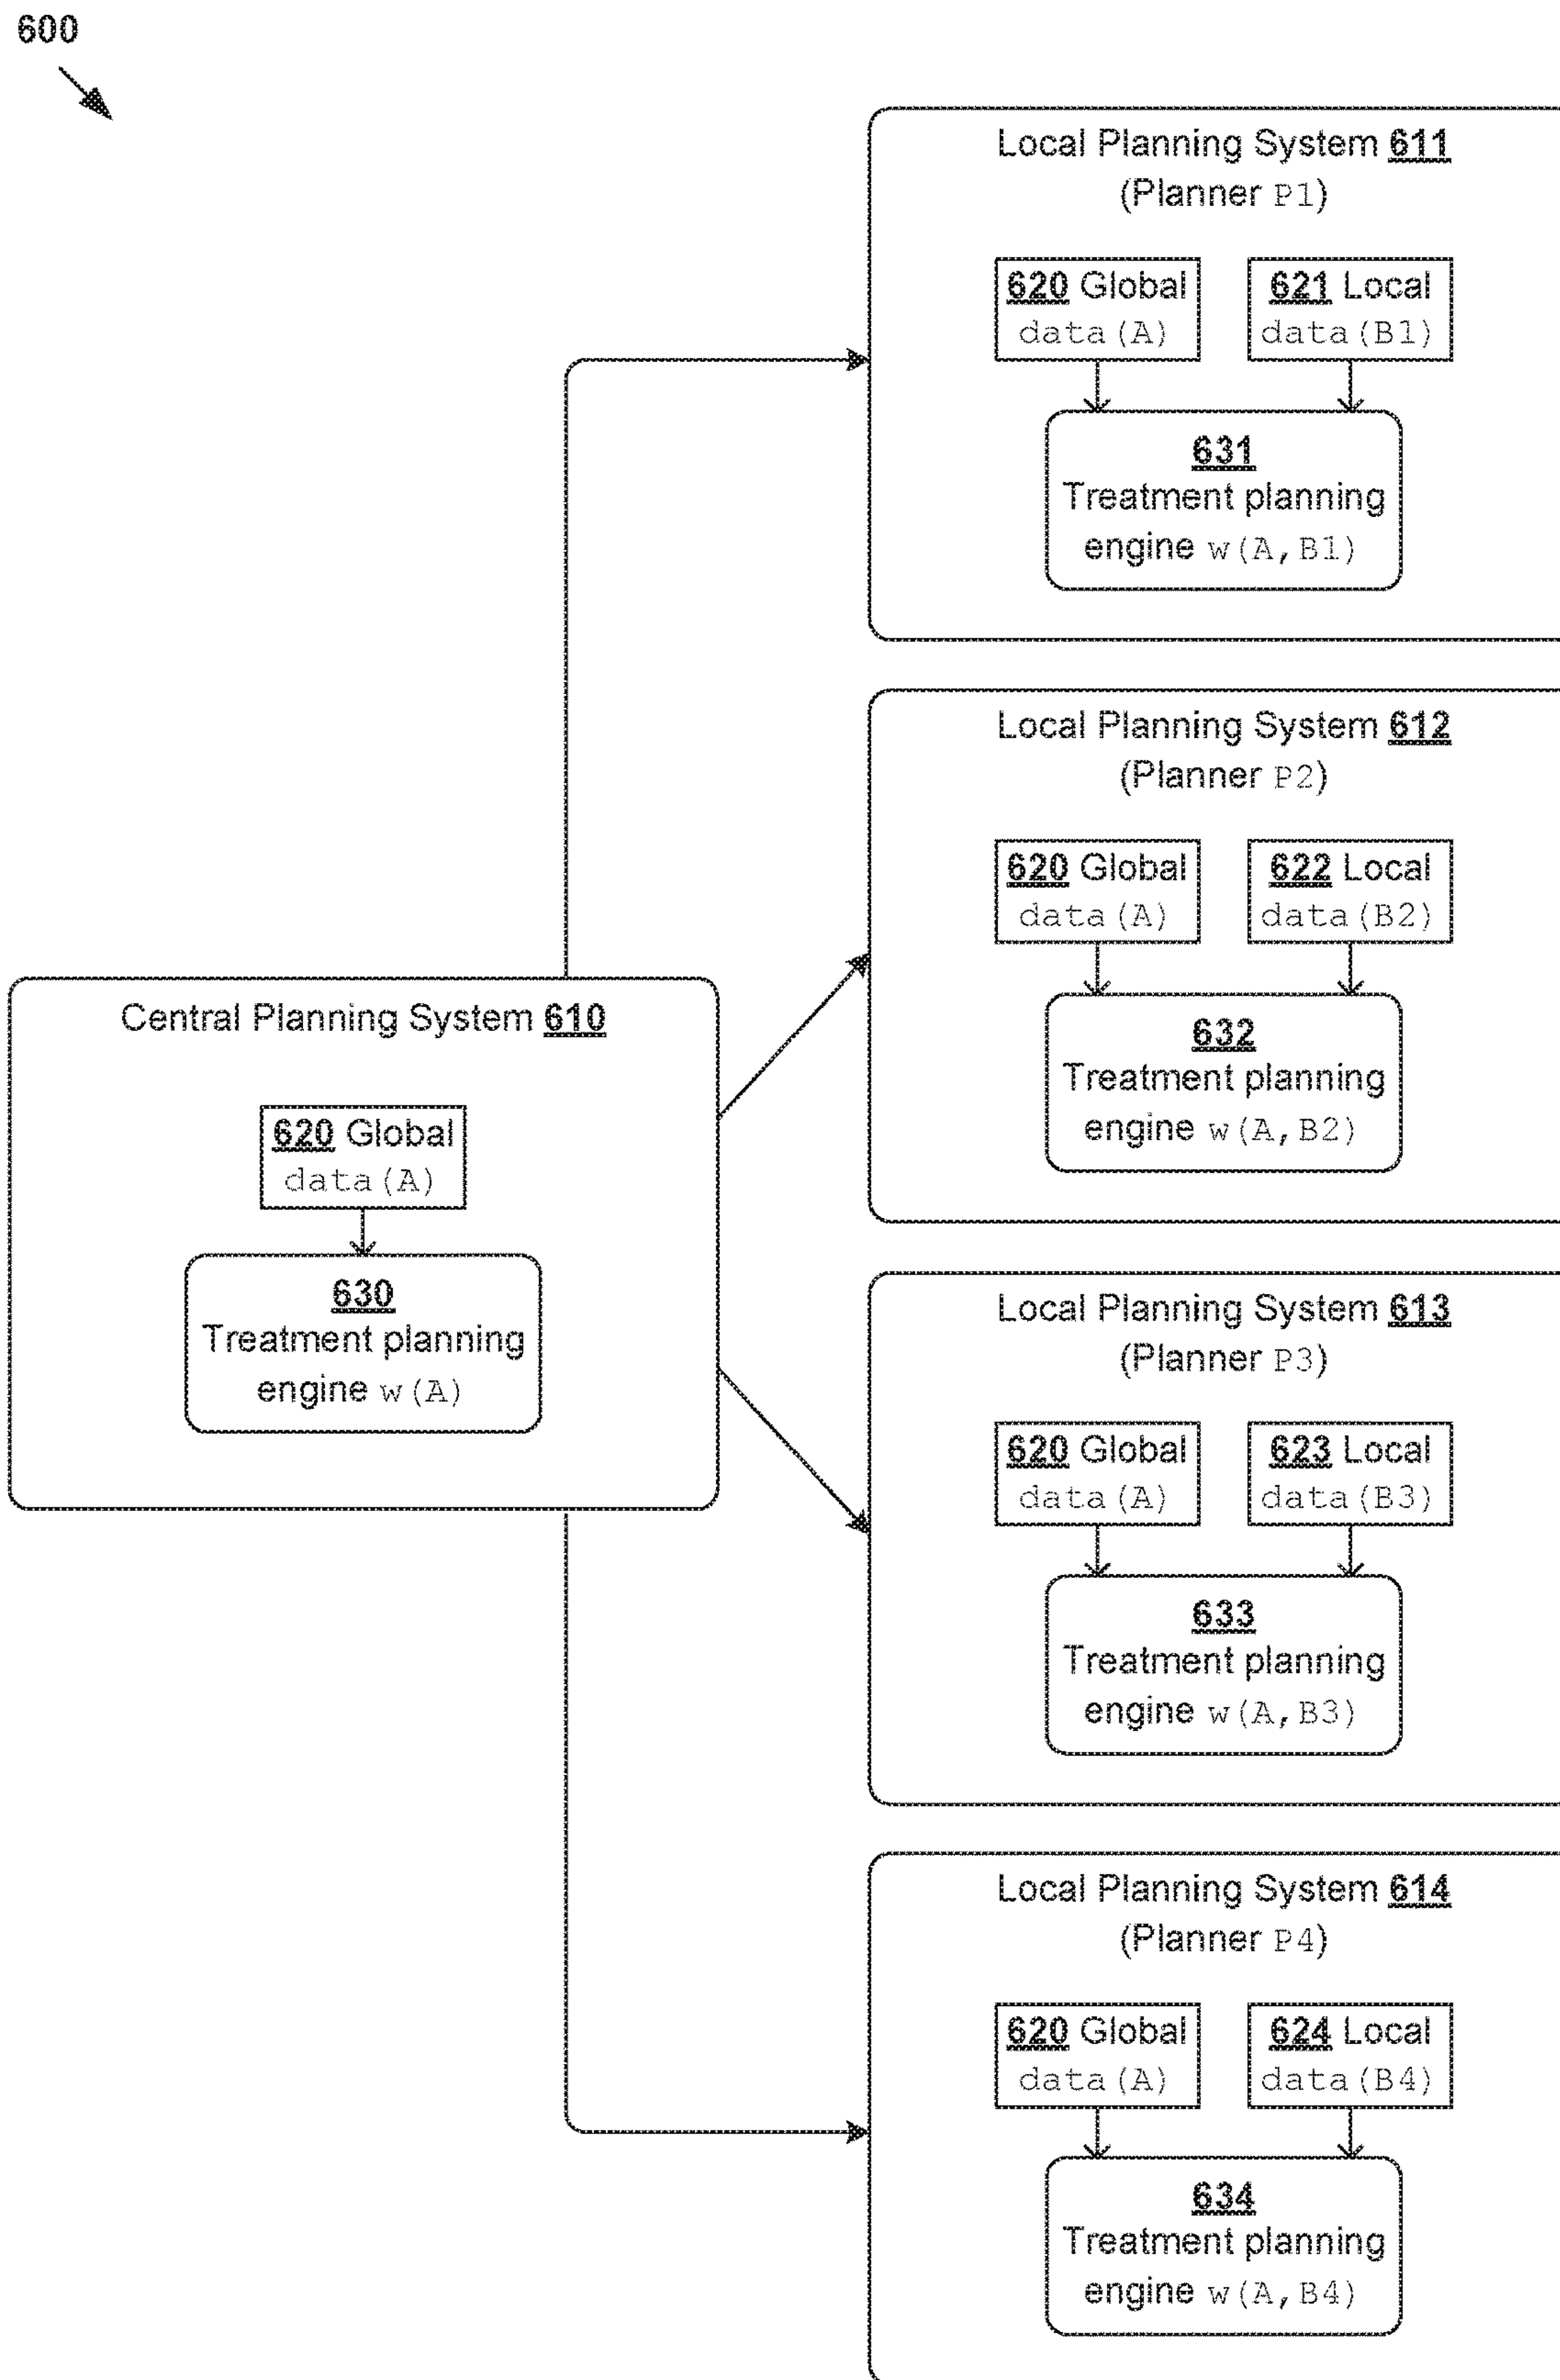 600
Local Planning System 611
(Planner P1)
620 Global
data(A)
621 Local
data(B1)
631
Treatment planning
engine w(A,B1)
Local Planning System 612
(Planner P2)
620 Global
data(A)
622 Local
data(B2)
632
Treatment planning
engine w(A,B2)
Central Planning System 610
620 Global
data(A)
630
Treatment planning
engine w(A)
Local Planning System 613
(Planner P3)
620 Global
data(A)
623 Local
data(B3)
633
Treatment planning
engine w(A,B3)
Local Planning System 614
(Planner P4)
620 Global
data(A)
624 Local
data(B4)
634
Treatment planning
engine w(A,B4)